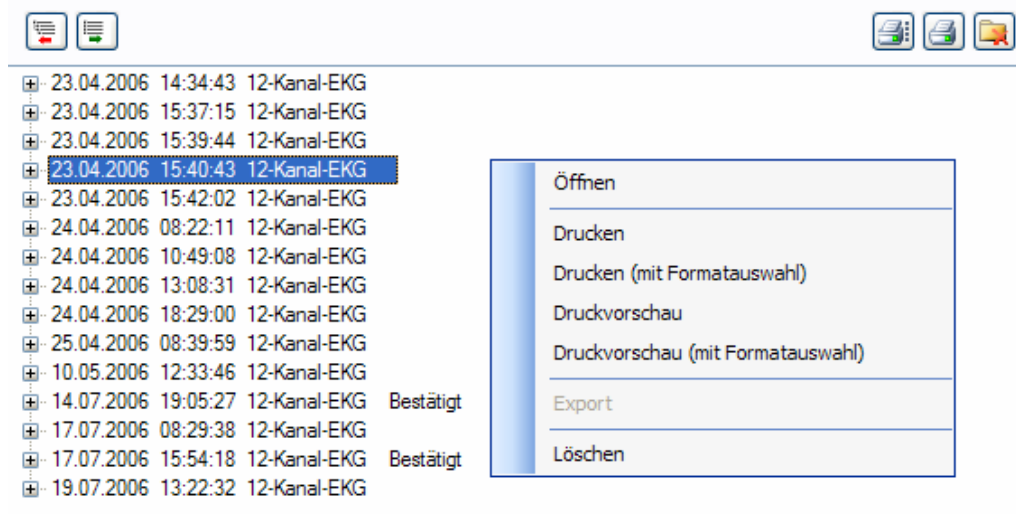 23.04.2006 14:34:43 12-Kanal-EKG
23.04.2006 15:37:15 12-Kanal-EKG
23.04.2006 15:39:44 12-Kanal-EKG
23.04.2006 15:40:43 12-Kanal-EKG
23.04.2006 15:42:02 12-Kanal-EKG
24.04.2006 08:22:11 12-Kanal-EKG
24.04.2006 10:49:08 12-Kanal-EKG
24.04.2006 13:08:31 12-Kanal-EKG
24.04.2006 18:29:00 12-Kanal-EKG
25.04.2006 08:39:59 12-Kanal-EKG
10.05.2006 12:33:46 12-Kanal-EKG
14.07.2006 19:05:27 12-Kanal-EKG Bestätigt
17.07.2006 08:29:38 12-Kanal-EKG
17.07.2006 15:54:18 12-Kanal-EKG Bestätigt
19.07.2006 13:22:32 12-Kanal-EKG
Öffnen
Drucken
Drucken (mit Formatauswahl)
Druckvorschau
Druckvorschau (mit Formatauswahl)
Export
Löschen